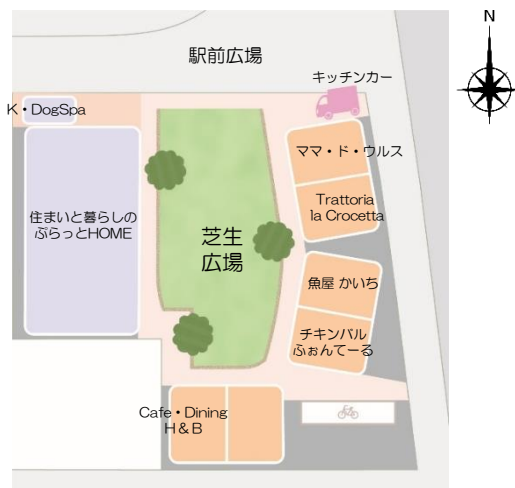 N
駅前広場
キッチンカー
K・DogSpa
ママ・ド・ウルス
Trattoria
la Crocetta
住まいと暮らしの
ぷらっとHOME
芝生
広場
魚屋 かいち
チキンバル
ふぉんてーる
Cafe・Dining
H＆B